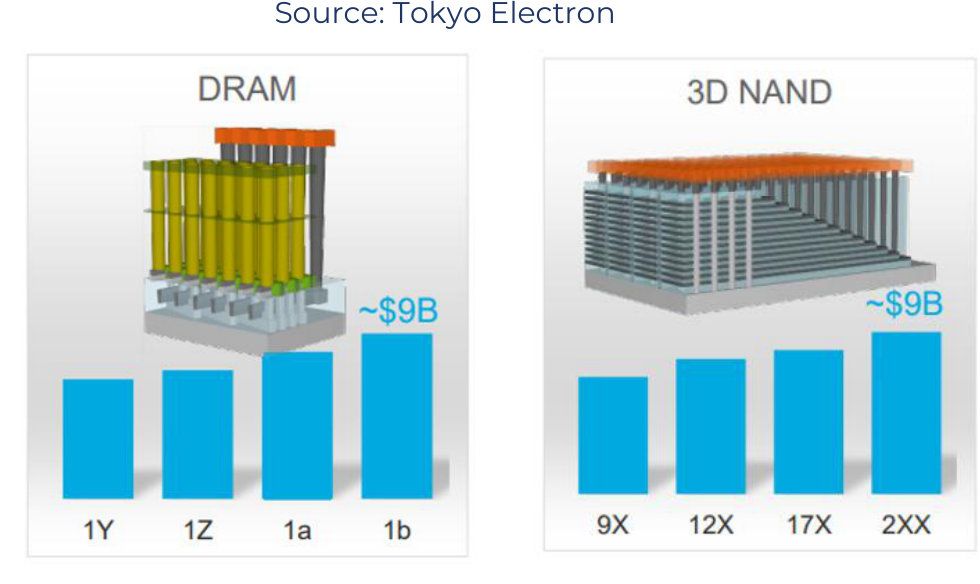 Source: Tokyo Electron
DRAM
~$9B
1Y 1Z 1a 1b
3D NAND
~$9B
9X 12X 17X 2XX